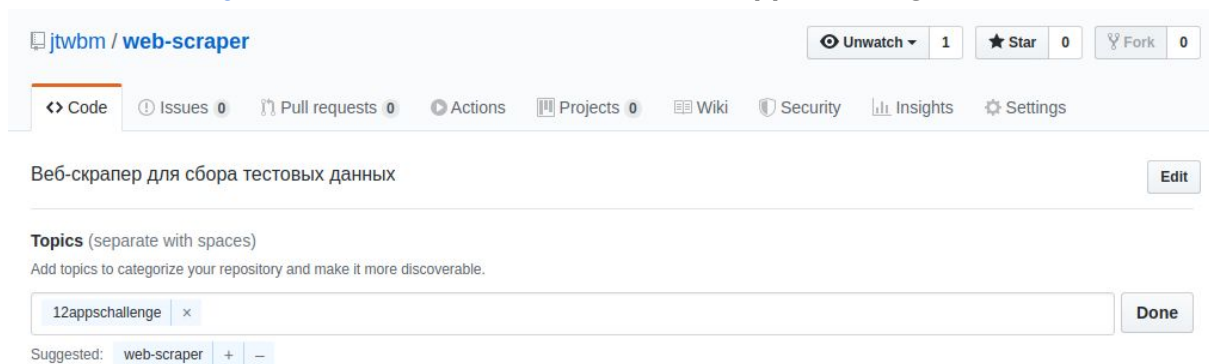 jtwbm / web-scraper
Unwatch 1 Star 0 Fork 0
Code Issues 0 Pull requests 0 Actions Projects 0 Wiki Security Insights Settings
Веб-скрапер для сбора тестовых данных Edit
Topics (separate with spaces)
Add topics to categorize your repository and make it more discoverable.
12appschallenge × Done
Suggested: web-scraper + –